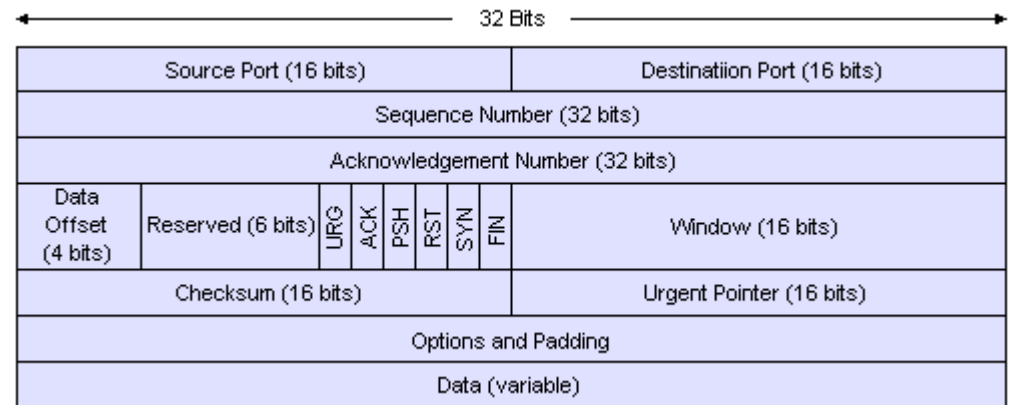 32 Bits
Source Port (16 bits) Destinatiion Port (16 bits)
Sequence Number (32 bits)
Acknowledgement Number (32 bits)
Data
Offset
(4 bits)
Reserved (6 bits)
URG
ACK
PSH
RST
SYN
FIN
Window (16 bits)
Checksum (16 bits) Urgent Pointer (16 bits)
Options and Padding
Data (variable)